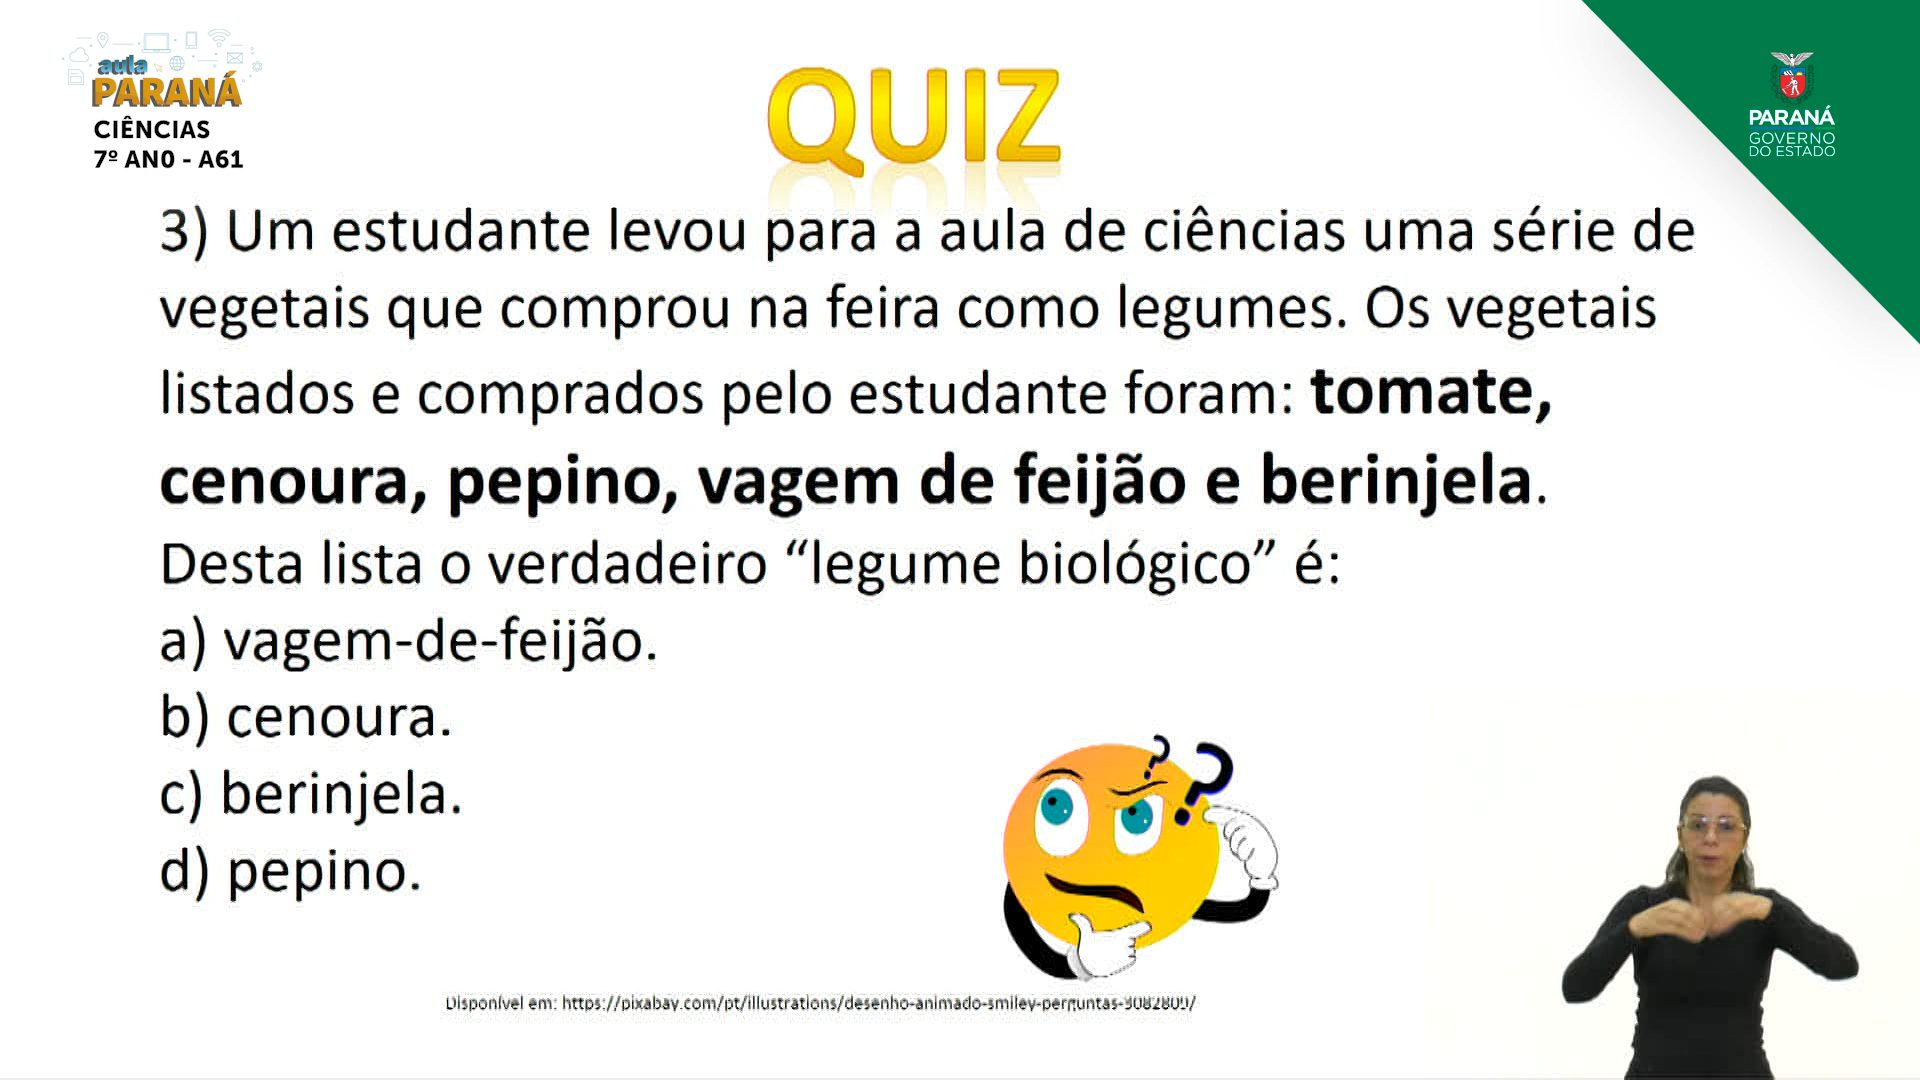 aula
PARANÁ
CIÊNCIAS
7º AN0 - A61
QUIZ
PARANÁ
GOVERNO
DO ESTADO
3) Um estudante levou para a aula de ciências uma série de
vegetais que comprou na feira como legumes. Os vegetais
listados e comprados pelo estudante foram: tomate,
cenoura, pepino, vagem de feijão e berinjela.
Desta lista o verdadeiro “legume biológico” é:
a) vagem-de-feijão.
b) cenoura.
c) berinjela.
d) pepino.
? ?
Disponível em: https://pixabay.com/pt/illustrations/desenho-animado-smiley-perguntas-3082809/